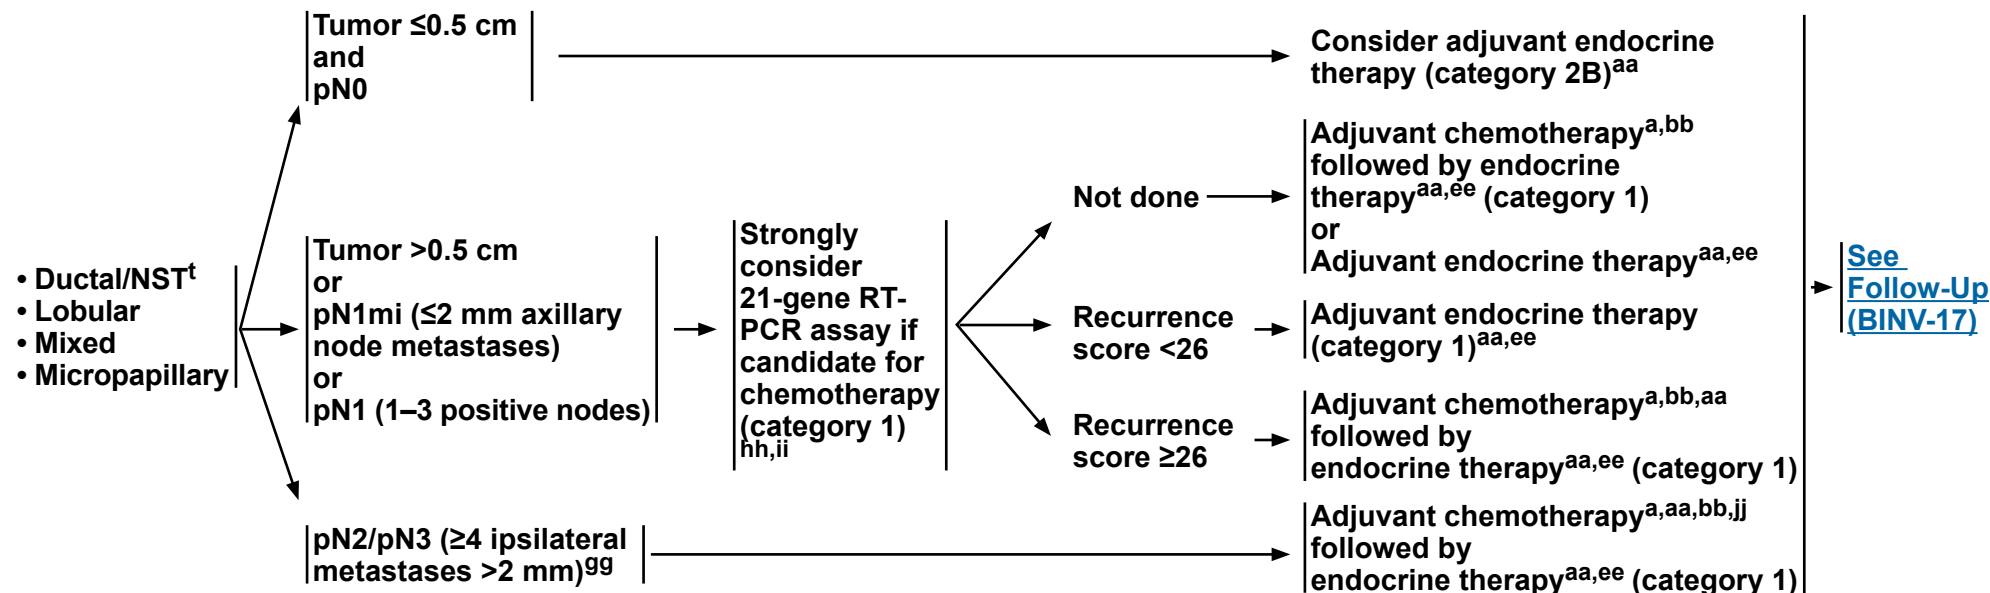 • Ductal/NSTt
• Lobular
• Mixed
• Micropapillary
Tumor ≤0.5 cm
and
pN0
Consider adjuvant endocrine
therapy (category 2B)aa
Tumor >0.5 cm
or
pN1mi (≤2 mm axillary
node metastases)
or
pN1 (1–3 positive nodes)
Strongly
consider
21-gene RT-
PCR assay if
candidate for
chemotherapy
(category 1)
hh,ii
Not done
Adjuvant chemotherapya,bb
followed by endocrine
therapyaa,ee (category 1)
or
Adjuvant endocrine therapyaa,ee
Recurrence
score <26
Adjuvant endocrine therapy
(category 1)aa,ee
Recurrence
score ≥26
Adjuvant chemotherapya,bb,aa
followed by
endocrine therapyaa,ee (category 1)
pN2/pN3 (≥4 ipsilateral
metastases >2 mm)gg
Adjuvant chemotherapya,aa,bb,jj
followed by
endocrine therapyaa,ee (category 1)
See
Follow-Up
(BINV-17)